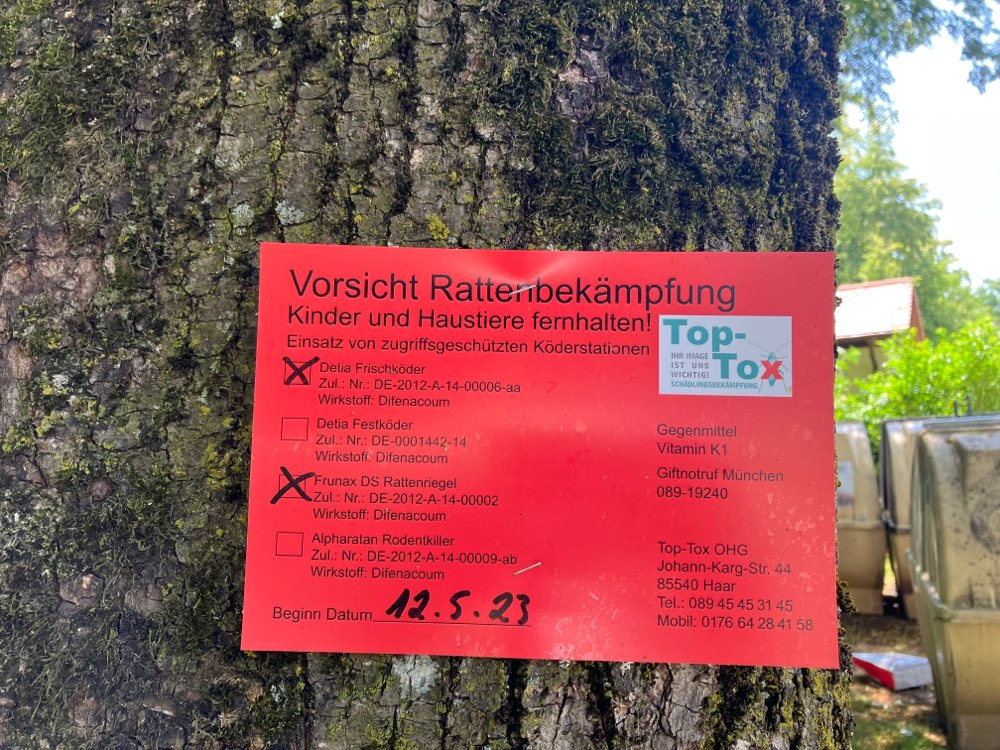 Vorsicht Rattenbekämpfung
Kinder und Haustiere fernhalten!
Einsatz von zugriffsgeschützten Köderstationen
Top-
Tox
IHR IMAGE
IST UNS
WICHTIG!
SCHÄDLINGSBEKÄMPFUNG
Detia Frischköder
Zul.: Nr.: DE-2012-A-14-00006-aa
Wirkstoff: Difenacoum
Detia Festköder
Zul.: Nr.: DE-0001442-14
Wirkstoff: Difenacoum
Frunax DS Rattenriegel
Zul.: Nr.: DE-2012-A-14-00002
Wirkstoff: Difenacoum
Alpharatan Rodentkiller
Zul.: Nr.: DE-2012-A-14-00009-ab
Wirkstoff: Difenacoum
Beginn Datum 12.5.23
Gegenmittel
Vitamin K1
Giftnotruf München
089-19240
Top-Tox OHG
Johann-Karg-Str. 44
85540 Haar
Tel.: 089 45 45 31 45
Mobil: 0176 64 28 41 58